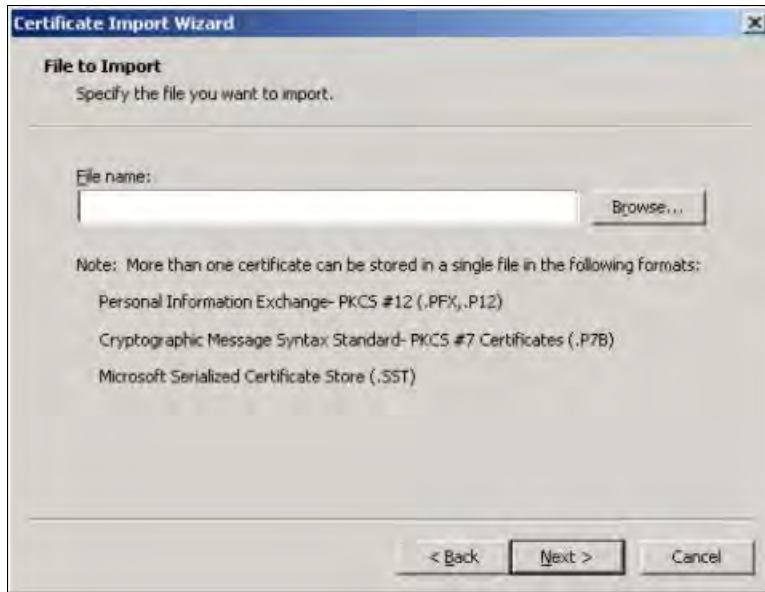 Certificate Import Wizard
File to Import
Specify the file you want to import.
File name:
Browse...
Note: More than one certificate can be stored in a single file in the following formats:
Personal Information Exchange- PKCS #12 (.PFX,.P12)
Cryptographic Message Syntax Standard- PKCS #7 Certificates (.P7B)
Microsoft Serialized Certificate Store (.SST)
< Back
Next >
Cancel